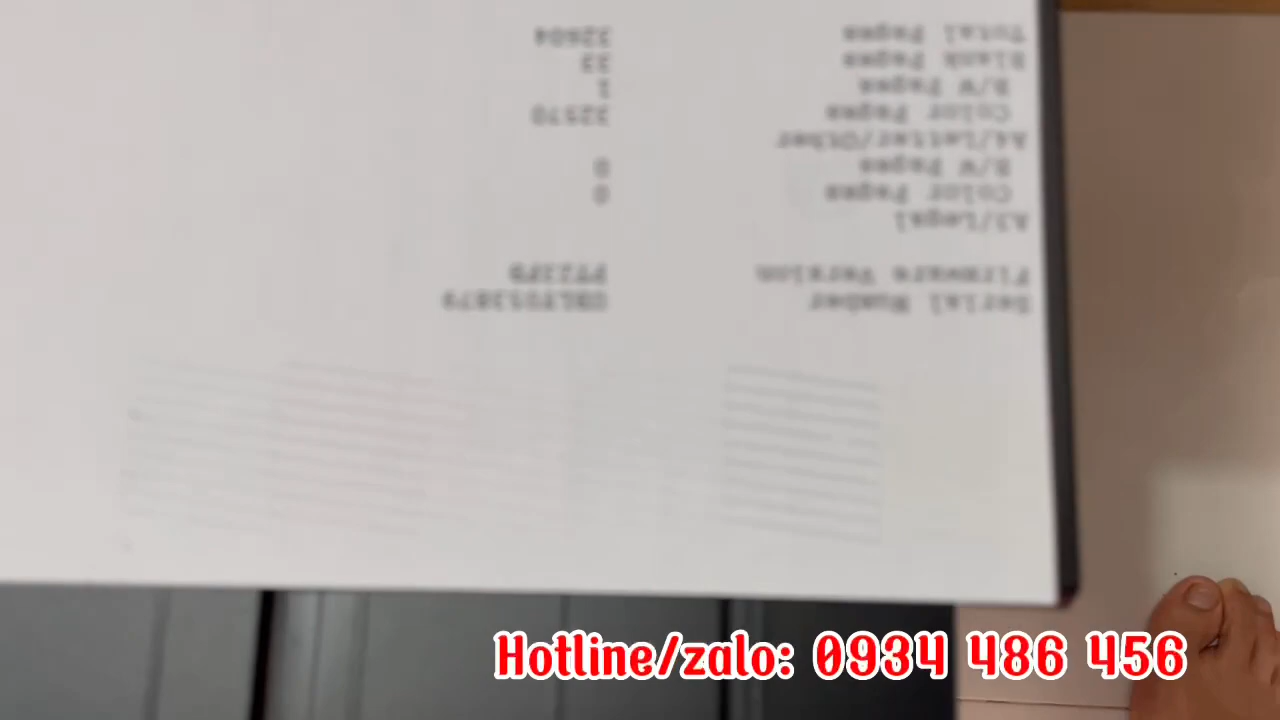 Serial Number
Firmware Version
A3/Legal
Color Pages 0
B/W Pages 0
A4/Letter/Other
Color Pages 32570
B/W Pages 1
Blank Pages 33
Total Pages 32604
Hotline/zalo: 0934 486 456